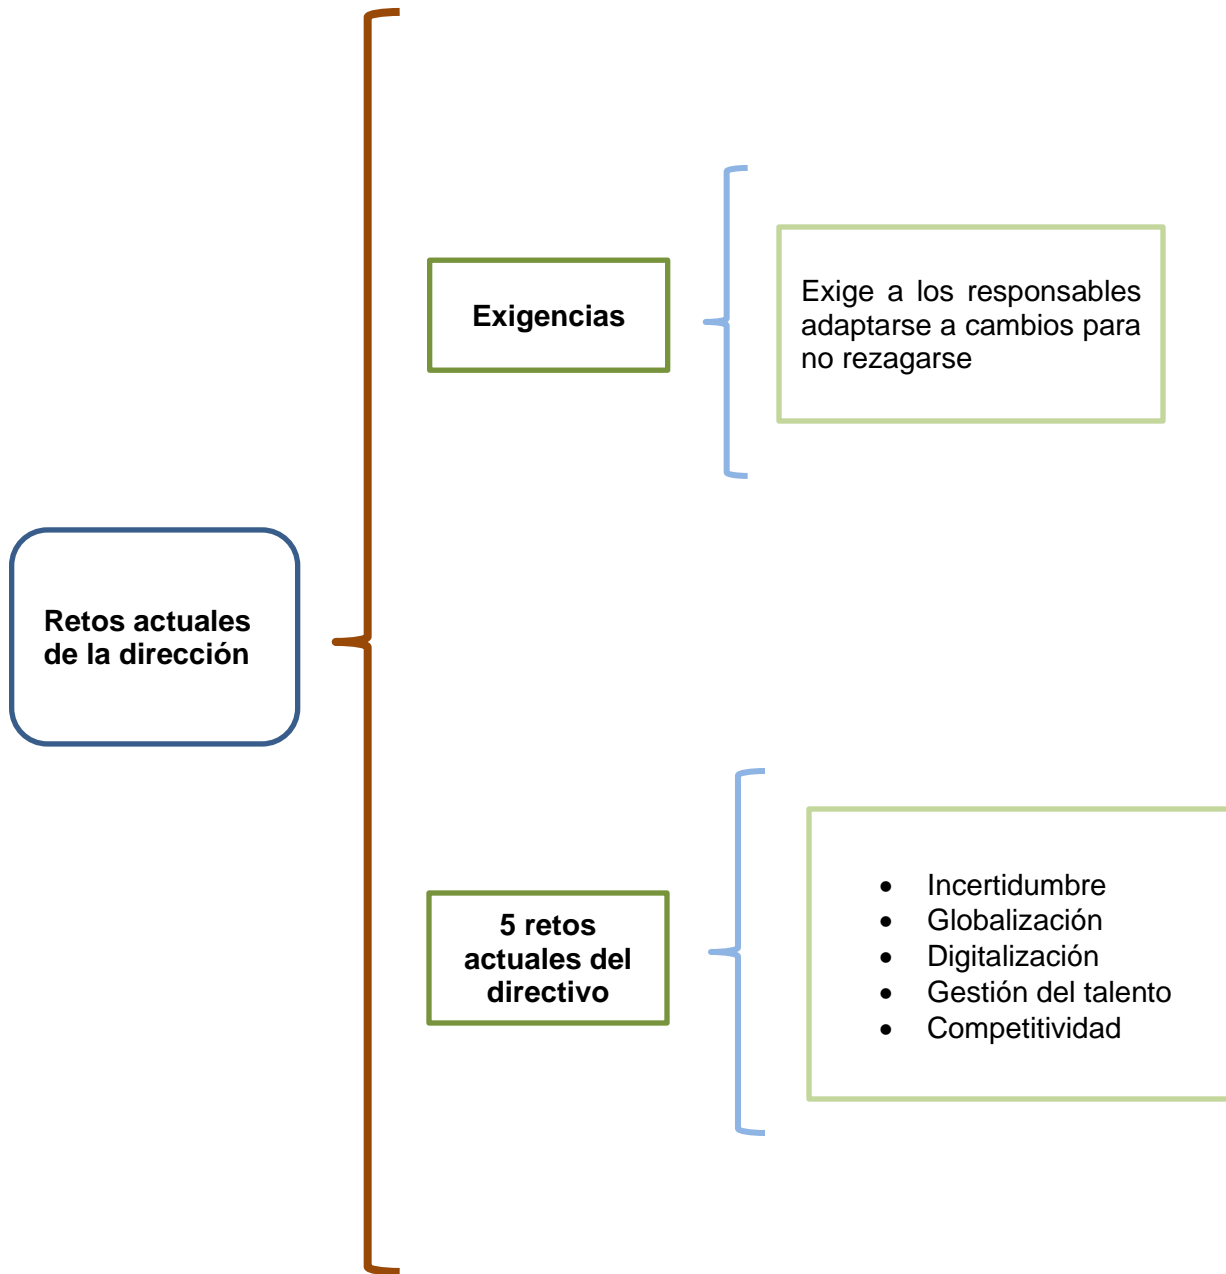 Exigencias
Exige a los responsables
adaptarse a cambios para
no rezagarse
Retos actuales
de la dirección
5 retos
actuales del
directivo
• Incertidumbre
• Globalización
• Digitalización
• Gestión del talento
• Competitividad